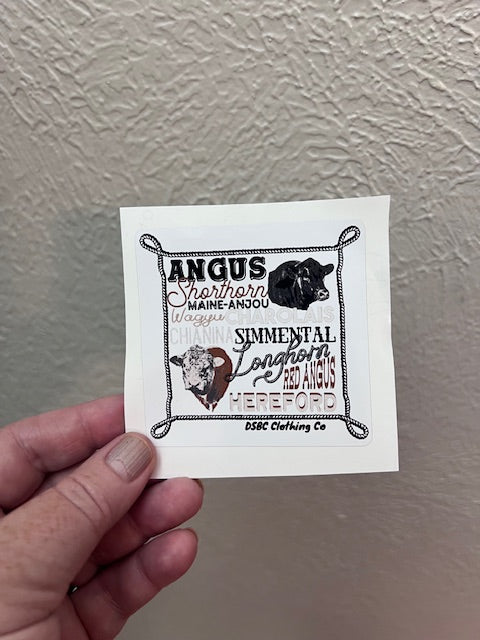 ANGUS
Shorthorn
MAINE-ANJOU
Wagyu CHAROLAIS
CHIANINA SIMMENTAL
Longhorn
RED ANGUS
HEREFORD
DSBC Clothing Co